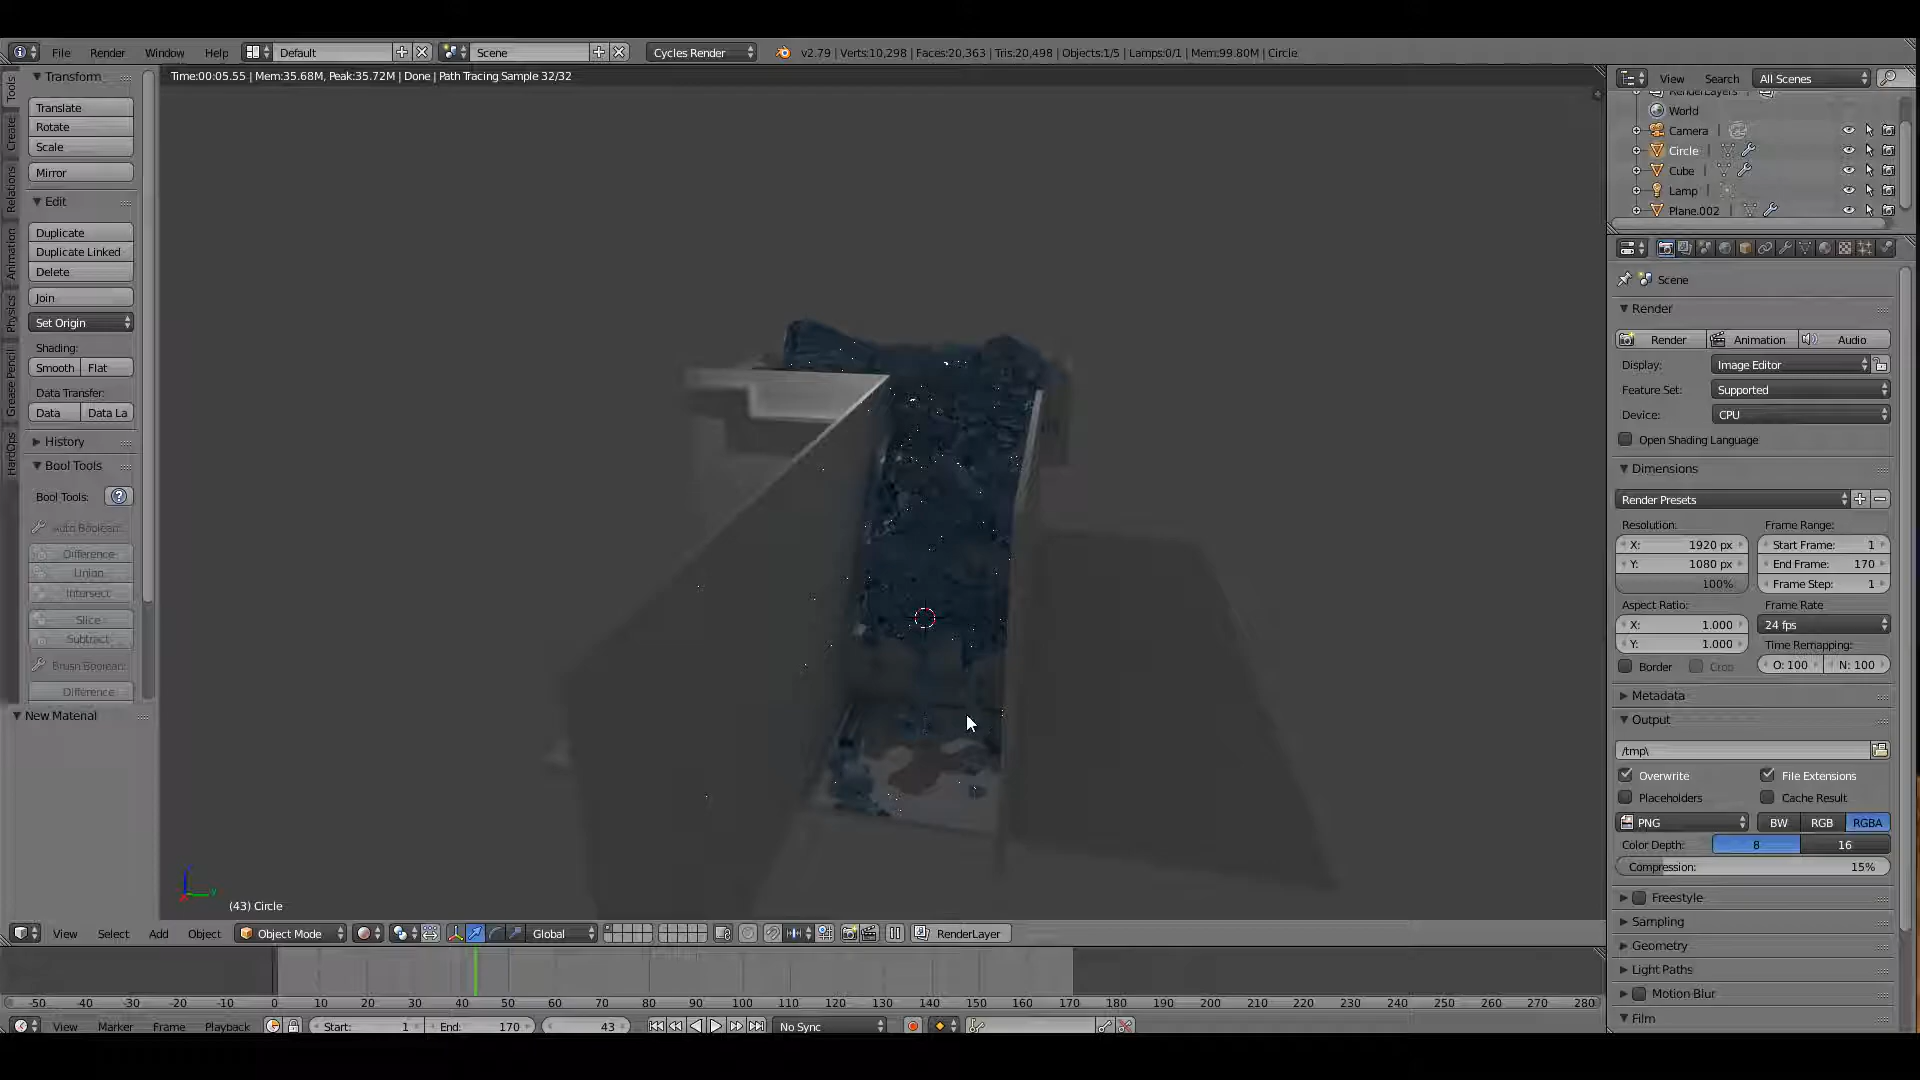 File Render Window Help Default Scene Cycles Render v2.79 | Verts:10,298 | Faces:20,363 | Tris:20,498 | Objects:1/5 | Lamps:0/1 | Mem:99.80M | Circle
Time:00:05.55 | Mem:35.68M, Peak:35.72M | Done | Path Tracing Sample 32/32
Tools
Create
Relations
Animation
Physics
Grease Pencil
HardOps
Transform
Translate
Rotate
Scale
Mirror
Edit
Duplicate
Duplicate Linked
Delete
Join
Set Origin
Shading:
Smooth Flat
Data Transfer:
Data Data La
History
Bool Tools
Bool Tools: ?
Auto Boolean:
Difference
Union
Intersect
Slice
Subtract
Brush Boolean:
Difference
New Material
(43) Circle
View Select Add Object Object Mode Global RenderLayer
-50 -40 -30 -20 -10 0 10 20 30 40 50 60 70 80 90 100 110 120 130 140 150 160 170 180 190 200 210 220 230 240 250 260 270 280
View Marker Frame Playback Start: 1 End: 170 43 No Sync
View Search All Scenes
RenderLayers
World
Camera
Circle
Cube
Lamp
Plane.002
Scene
Render
Render Animation Audio
Display: Image Editor
Feature Set: Supported
Device: CPU
Open Shading Language
Dimensions
Render Presets
Resolution: Frame Range:
X: 1920 px Start Frame: 1
Y: 1080 px End Frame: 170
100% Frame Step: 1
Aspect Ratio: Frame Rate
X: 1.000 24 fps
Y: 1.000 Time Remapping:
Border Crop O: 100 N: 100
Metadata
Output
/tmp\
Overwrite File Extensions
Placeholders Cache Result
PNG BW RGB RGBA
Color Depth: 8 16
Compression: 15%
Freestyle
Sampling
Geometry
Light Paths
Motion Blur
Film